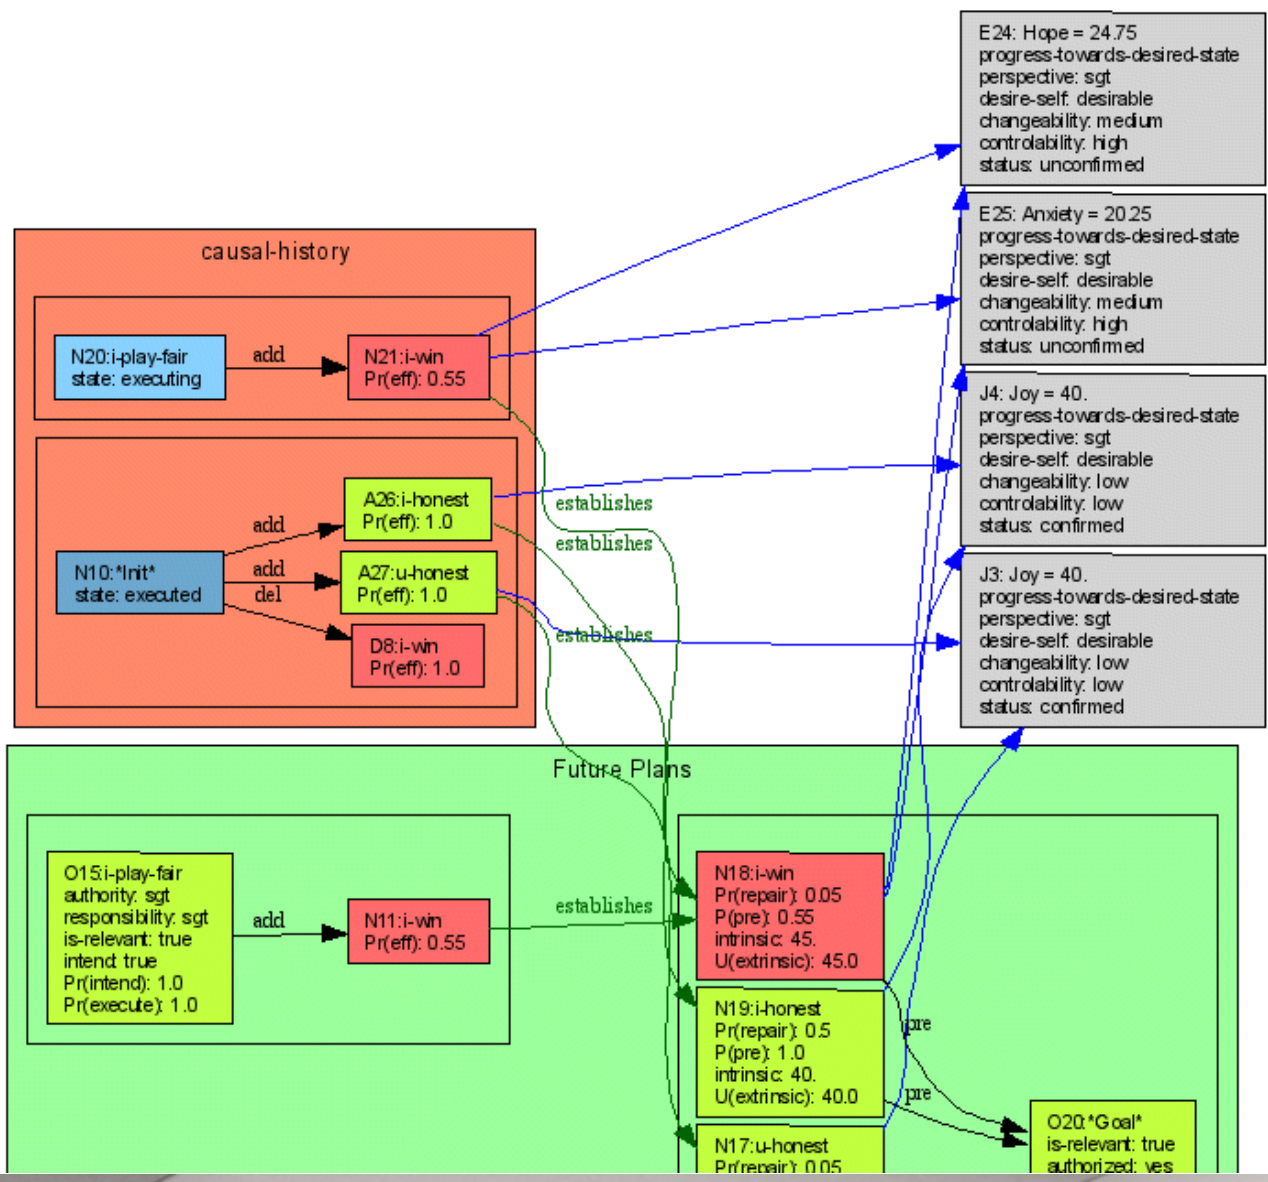 E24: Hope = 24.75
progress-towards-desired-state
perspective: sgt
desire-self: desirable
changeability: medium
controlability: high
status: unconfirmed
E25: Anxiety = 20.25
progress-towards-desired-state
perspective: sgt
desire-self: desirable
changeability: medium
controlability: high
status: unconfirmed
J4: Joy = 40.
progress-towards-desired-state
perspective: sgt
desire-self: desirable
changeability: low
controlability: low
status: confirmed
J3: Joy = 40.
progress-towards-desired-state
perspective: sgt
desire-self: desirable
changeability: low
controlability: low
status: confirmed
causal-history
N20:i-play-fair
state: executing
add
N21:i-win
Pr(eff): 0.55
N10:*Init*
state: executed
add
add
del
A26:i-honest
Pr(eff): 1.0
A27:u-honest
Pr(eff): 1.0
D8:i-win
Pr(eff): 1.0
establishes
establishes
establishes
Future Plans
O15:i-play-fair
authority: sgt
responsibility: sgt
is-relevant: true
intend: true
Pr(intend): 1.0
Pr(execute): 1.0
add
N11:i-win
Pr(eff): 0.55
establishes
N18:i-win
Pr(repair): 0.05
P(pre): 0.55
intrinsic: 45.
U(extrinsic): 45.0
N19:i-honest
Pr(repair): 0.5
P(pre): 1.0
intrinsic: 40.
U(extrinsic): 40.0
pre
pre
N17:u-honest
Pr(repair): 0.05
O20:*Goal*
is-relevant: true
authorized: yes